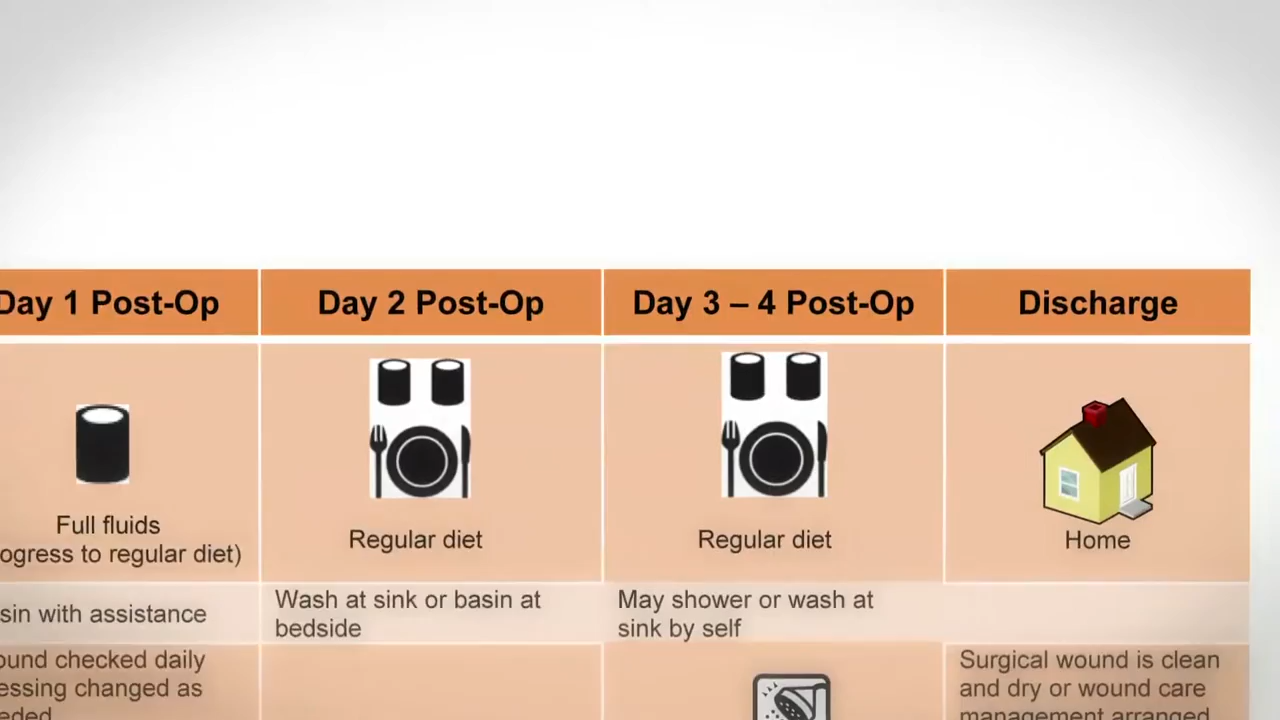 Day 1 Post-Op
Day 2 Post-Op
Day 3 – 4 Post-Op
Discharge
Full fluids
ogress to regular diet)
Regular diet
Regular diet
Home
sin with assistance
Wash at sink or basin at
bedside
May shower or wash at
sink by self
ound checked daily
essing changed as
eded
Surgical wound is clean
and dry or wound care
management arranged